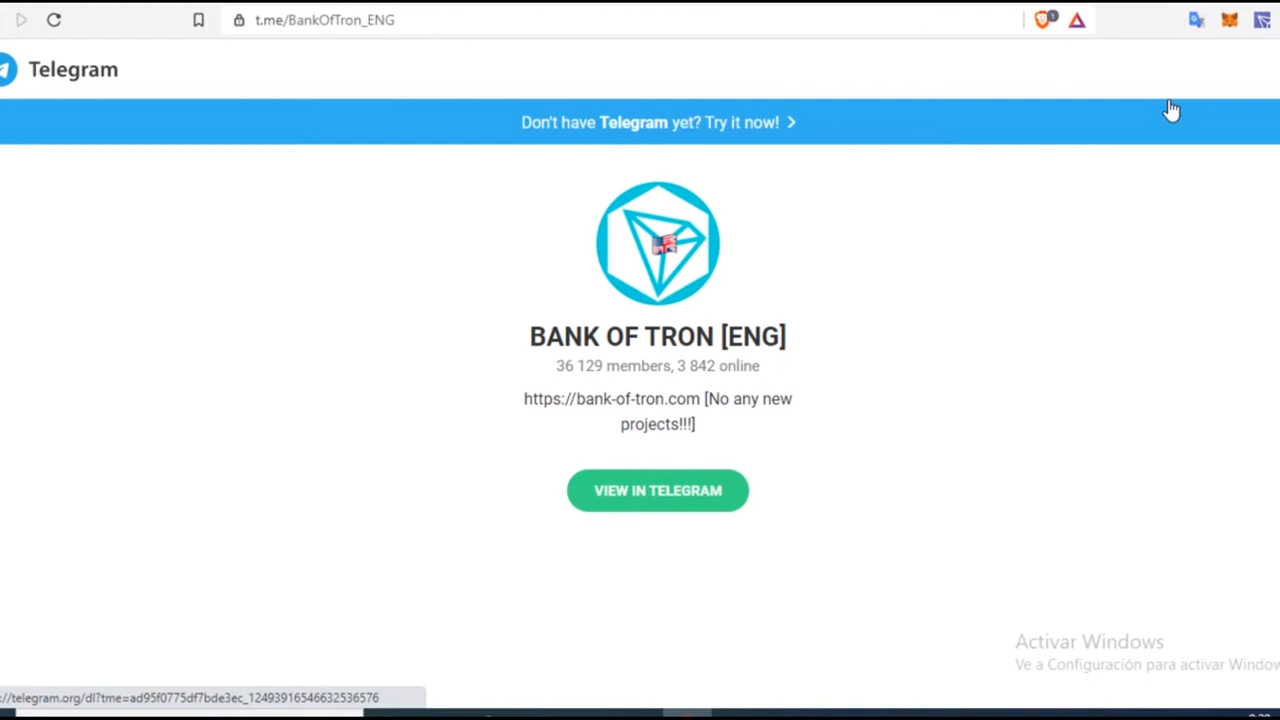 t.me/BankOfTron_ENG
1
Telegram
Don't have Telegram yet? Try it now!
BANK OF TRON [ENG]
36 129 members, 3 842 online
https://bank-of-tron.com [No any new
projects!!!]
VIEW IN TELEGRAM
Activar Windows
Ve a Configuración para activar Window
://telegram.org/dl?tme=ad95f0775df7bde3ec_12493916546632536576